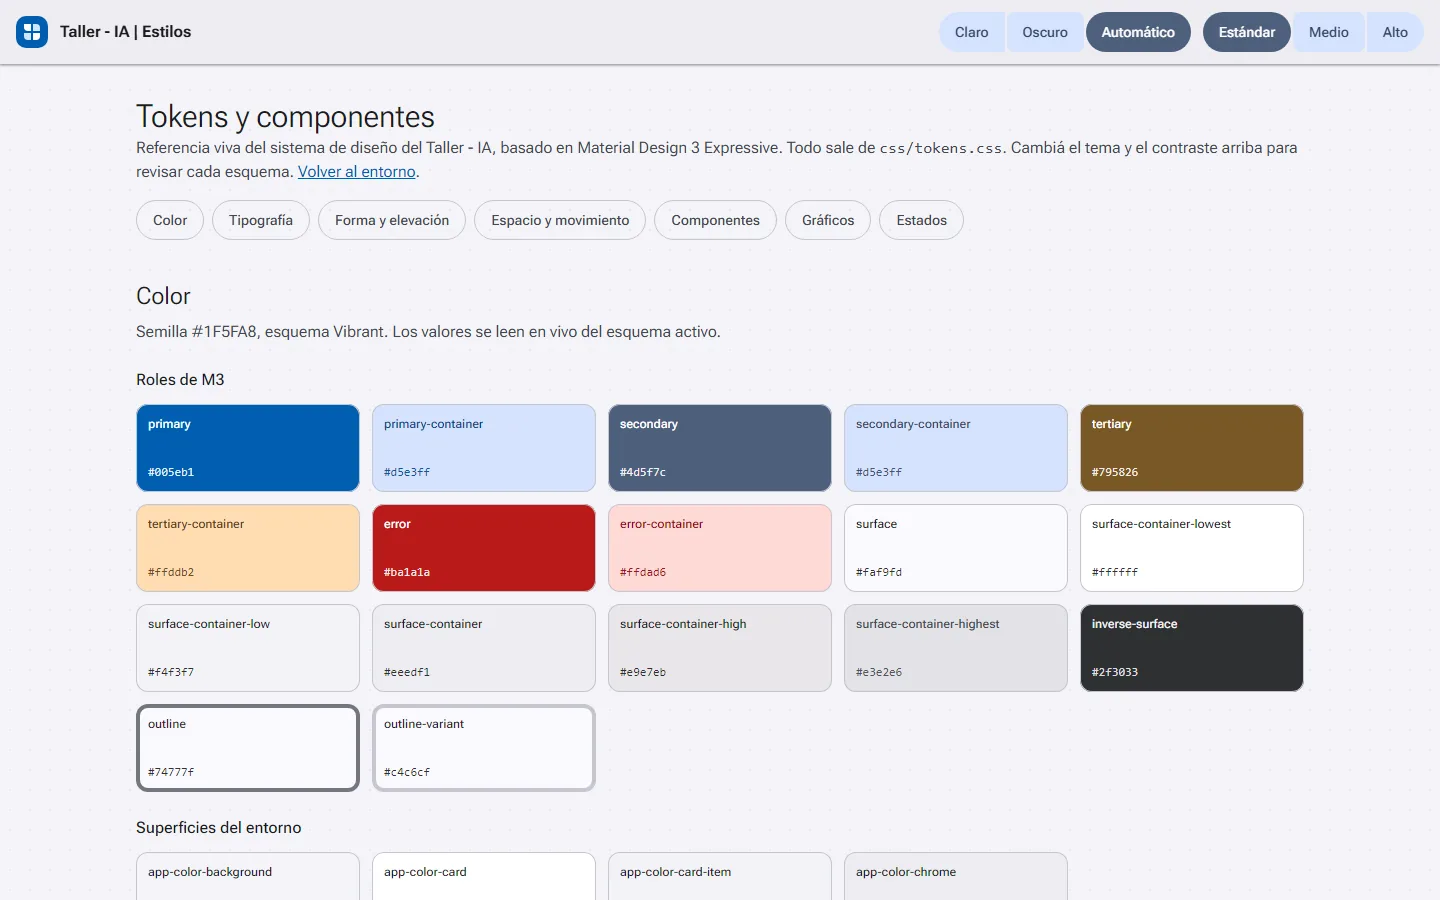 Taller - IA | Estilos
Claro Oscuro Automático Estándar Medio Alto
Tokens y componentes
Referencia viva del sistema de diseño del Taller - IA, basado en Material Design 3 Expressive. Todo sale de css/tokens.css. Cambiá el tema y el contraste arriba para
revisar cada esquema. Volver al entorno.
Color Tipografía Forma y elevación Espacio y movimiento Componentes Gráficos Estados
Color
Semilla #1F5FA8, esquema Vibrant. Los valores se leen en vivo del esquema activo.
Roles de M3
primary primary-container secondary secondary-container tertiary
#005eb1 #d5e3ff #4d5f7c #d5e3ff #795826
tertiary-container error error-container surface surface-container-lowest
#ffddb2 #ba1a1a #ffdad6 #faf9fd #ffffff
surface-container-low surface-container surface-container-high surface-container-highest inverse-surface
#f4f3f7 #eeedf1 #e9e7eb #e3e2e6 #2f3033
outline outline-variant
#74777f #c4c6cf
Superficies del entorno
app-color-background app-color-card app-color-card-item app-color-chrome